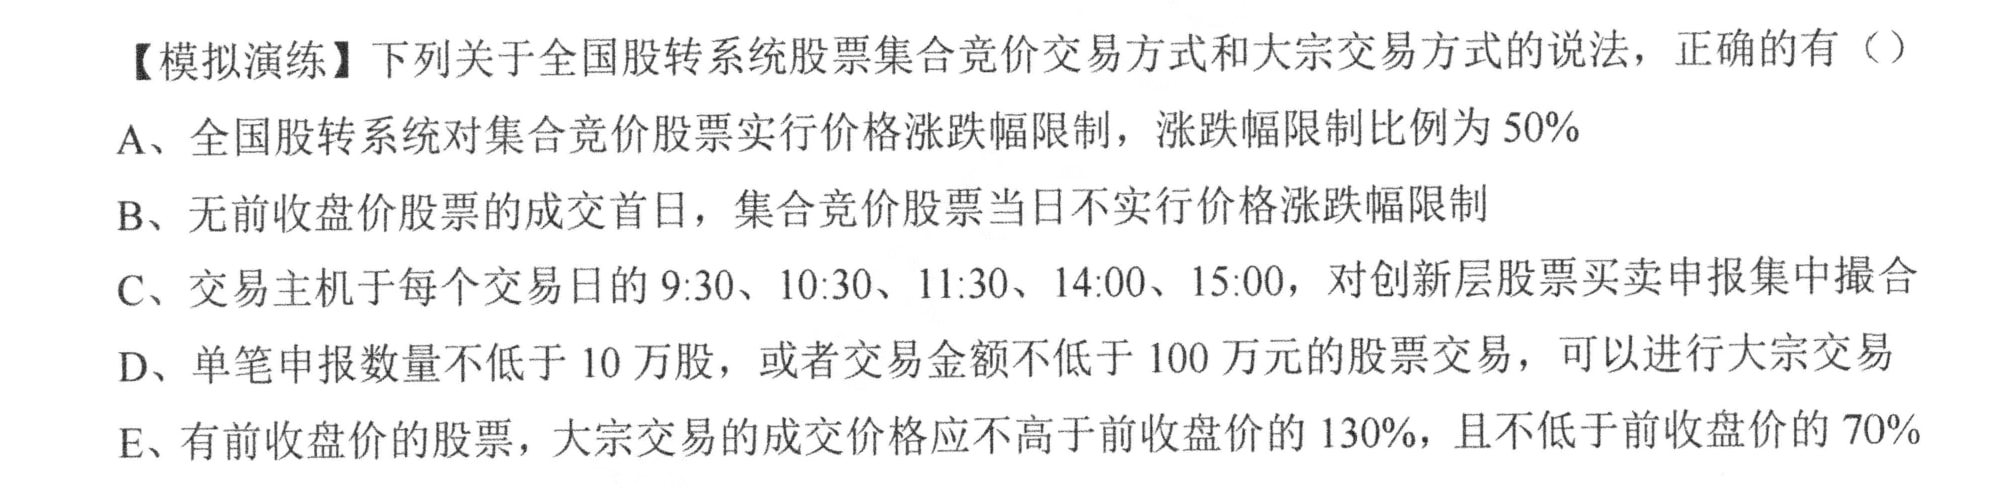 【模拟演练】下列关于全国股转系统股票集合竞价交易方式和大宗交易方式的说法，正确的有（）
A、全国股转系统对集合竞价股票实行价格涨跌幅限制，涨跌幅限制比例为 50%
B、无前收盘价股票的成交首日，集合竞价股票当日不实行价格涨跌幅限制
C、交易主机于每个交易日的 9:30、10:30、11:30、14:00、15:00，对创新层股票买卖申报集中撮合
D、单笔申报数量不低于 10 万股，或者交易金额不低于 100 万元的股票交易，可以进行大宗交易
E、有前收盘价的股票，大宗交易的成交价格应不高于前收盘价的 130%，且不低于前收盘价的 70%